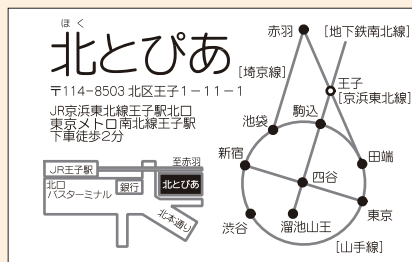 ほく
北とぴあ
〒114-8503 北区王子1-11-1
JR京浜東北線王子駅北口
東京メトロ南北線王子駅
下車徒歩2分
至赤羽
JR王子駅
北口
バスターミナル
銀行
北とぴあ
北本通り
赤羽
[地下鉄南北線]
[埼京線]
王子
[京浜東北線]
池袋
駒込
新宿
田端
四谷
渋谷
溜池山王
東京
[山手線]